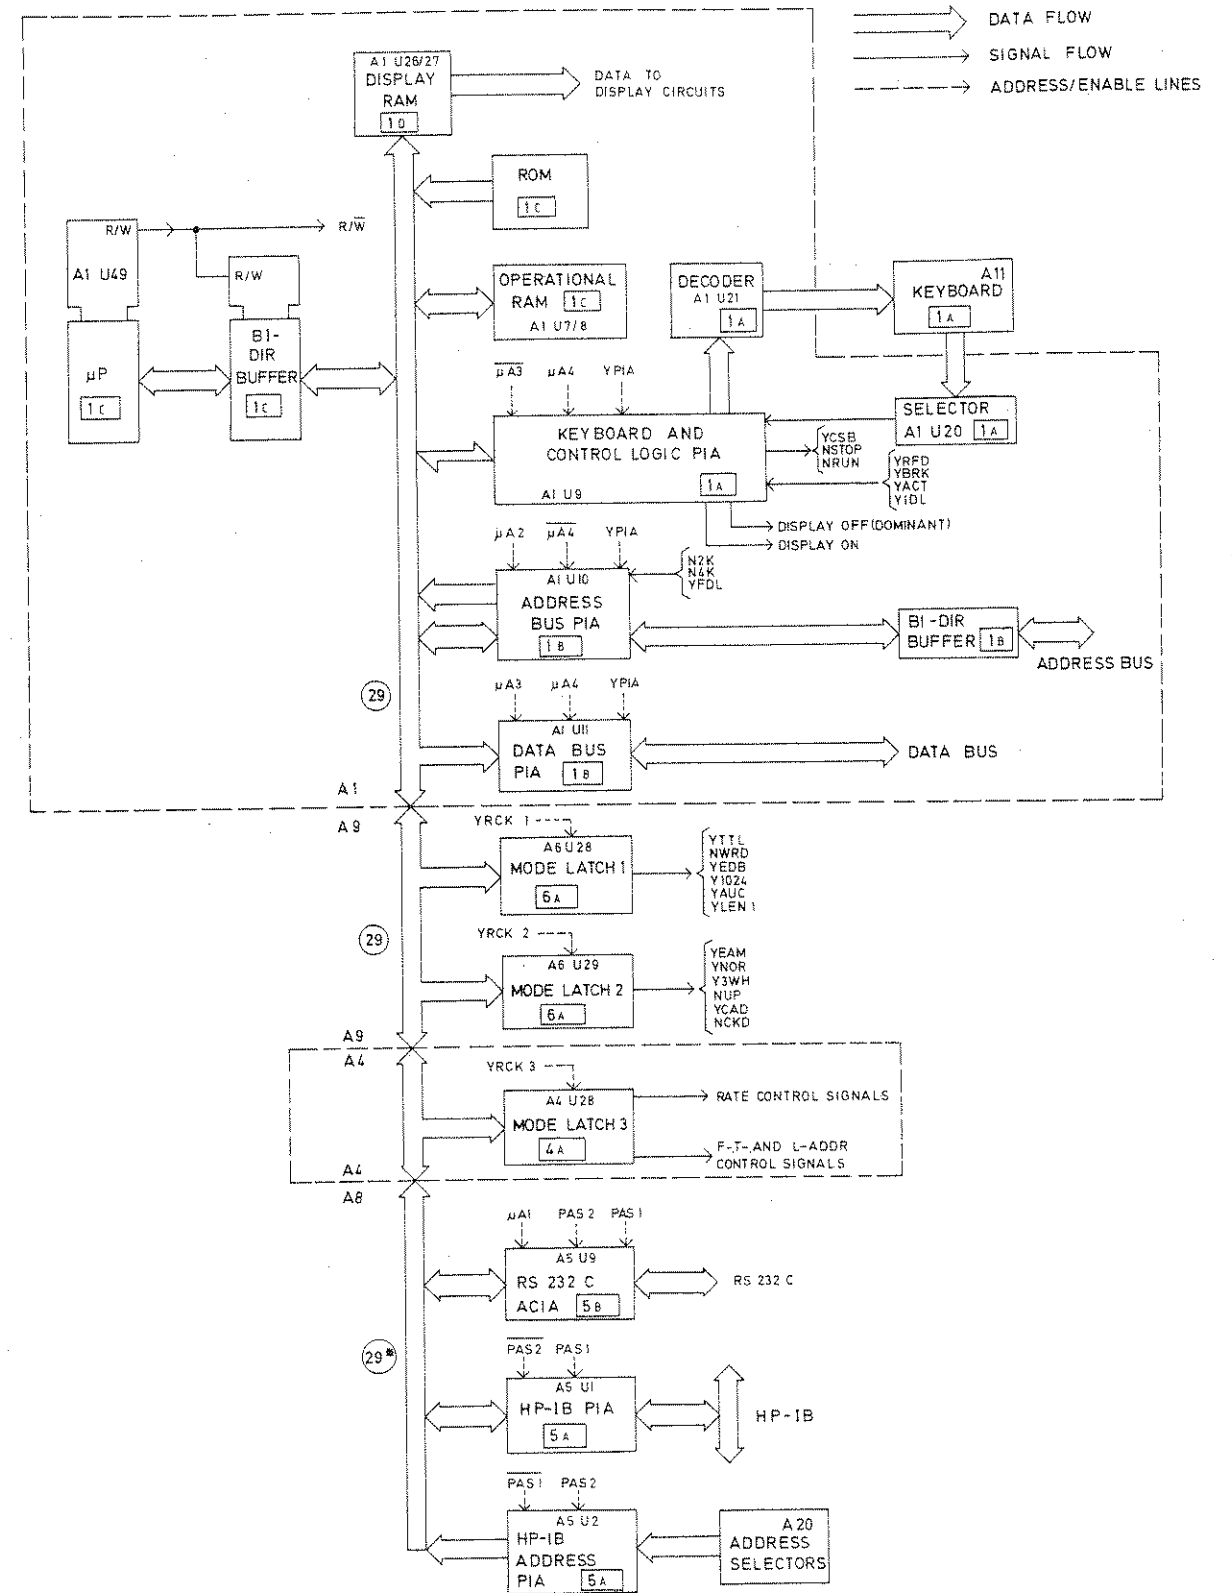 DATA FLOW
SIGNAL FLOW
ADDRESS/ENABLE LINES
A1 U26/27
DISPLAY
RAM
1D
DATA TO
DISPLAY CIRCUITS
ROM
1C
R/W
R/W̅
A1 U49
R/W
μP
1C
BI-
DIR
BUFFER
1C
OPERATIONAL
RAM 1C
A1 U7/8
DECODER
A1 U21
1A
A11
KEYBOARD
1A
SELECTOR
A1 U20 1A
μ̅A̅3̅ μA4 YPIA
KEYBOARD AND
CONTROL LOGIC PIA
1A
A1 U9
YCSB
NSTOP
NRUN
YRFD
YBRK
YACT
YIDL
DISPLAY OFF (DOMINANT)
DISPLAY ON
μA2 μ̅A̅4̅ YPIA
A1 U10
ADDRESS
BUS PIA
1B
N2K
N4K
YFDL
BI-DIR
BUFFER 1B
ADDRESS BUS
29
μA3 μA4 YPIA
A1 U11
DATA BUS
PIA 1B
DATA BUS
A1
A9
YRCK 1
A6 U28
MODE LATCH 1
6A
YTTL
NWRD
YEDB
Y1024
YAUC
YLEN 1
29
YRCK 2
A6 U29
MODE LATCH 2
6A
YEAM
YNOR
Y3WH
NUP
YCAD
NCKD
A9
A4
YRCK 3
A4 U28
MODE LATCH 3
4A
RATE CONTROL SIGNALS
F-,T-,AND L-ADDR
CONTROL SIGNALS
A4
A8
μA1 PAS2 PAS1
A5 U9
RS 232 C
ACIA 5B
RS 232 C
29*
P̅A̅S̅2̅ PAS1
A5 U1
HP-IB PIA
5A
HP-IB
P̅A̅S̅1̅ PAS2
A5 U2
HP-IB
ADDRESS
PIA 5A
A20
ADDRESS
SELECTORS